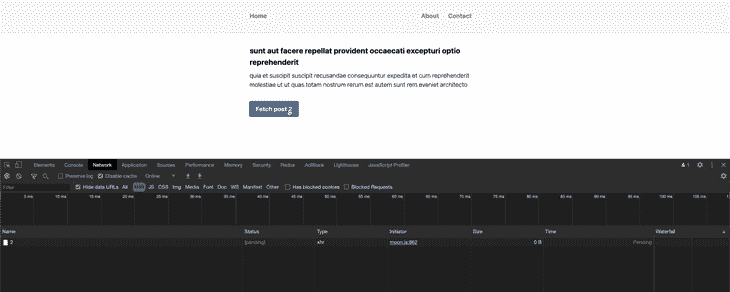 Home About Contact
sunt aut facere repellat provident occaecati excepturi optio
reprehenderit
quia et suscipit suscipit recusandae consequuntur expedita et cum reprehenderit
molestiae ut ut quas totam nostrum rerum est autem sunt rem eveniet architecto
Fetch post 2
Elements Console Network Application Sources Performance Memory Security Redux AdBlock Lighthouse JavaScript Profiler 1
Preserve log Disable cache Online
Filter Hide data URLs All XHR JS CSS Img Media Font Doc WS Manifest Other Has blocked cookies Blocked Requests
5 ms 10 ms 15 ms 20 ms 25 ms 30 ms 35 ms 40 ms 45 ms 50 ms 55 ms 60 ms 65 ms 70 ms 75 ms 80 ms 85 ms 90 ms 95 ms 100 ms 105 ms
Name Status Type Initiator Size Time Waterfall
2 (pending) xhr moon.js:862 0 B Pending